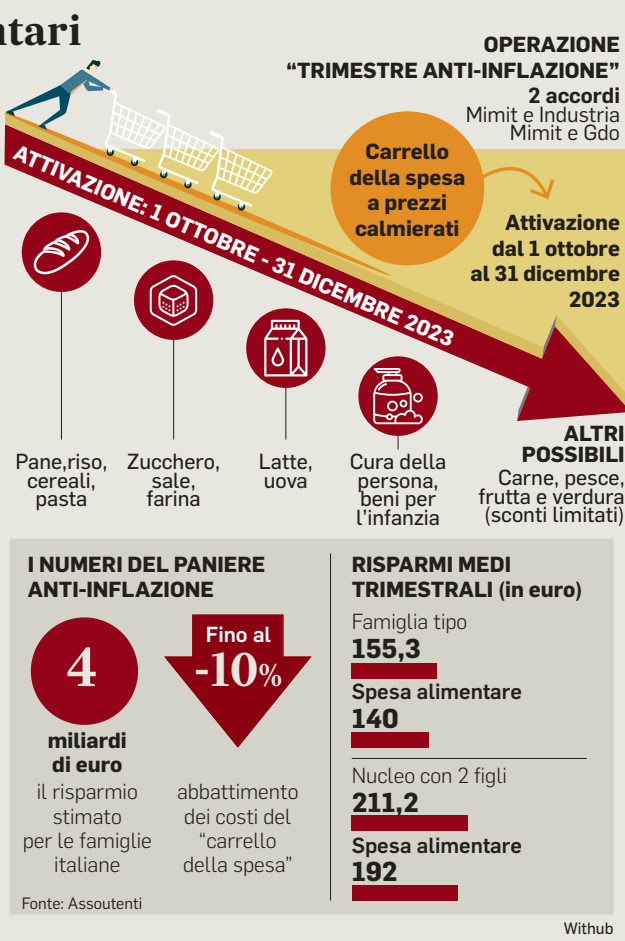 ntari
OPERAZIONE
“TRIMESTRE ANTI-INFLAZIONE”
2 accordi
Mimit e Industria
Mimit e Gdo
Carrello
della spesa
a prezzi
calmierati
Attivazione
dal 1 ottobre
al 31 dicembre
2023
ATTIVAZIONE: 1 OTTOBRE - 31 DICEMBRE 2023
Pane,riso,
cereali,
pasta
Zucchero,
sale,
farina
Latte,
uova
Cura della
persona,
beni per
l’infanzia
ALTRI
POSSIBILI
Carne, pesce,
frutta e verdura
(sconti limitati)
I NUMERI DEL PANIERE
ANTI-INFLAZIONE
4
miliardi
di euro
il risparmio
stimato
per le famiglie
italiane
Fino al
-10%
abbattimento
dei costi del
“carrello
della spesa”
Fonte: Assoutenti
RISPARMI MEDI
TRIMESTRALI (in euro)
Famiglia tipo
155,3
Spesa alimentare
140
Nucleo con 2 figli
211,2
Spesa alimentare
192
Withub